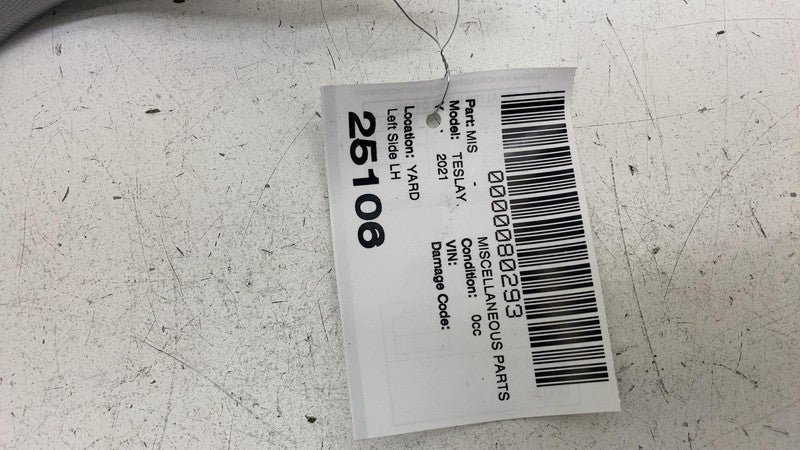 0000080293
Part: MIS - MISCELLANEOUS PARTS
Model: TESLAY Condition: 0cc
2021 VIN:
Damage Code:
Location: YARD
Left Side LH
25106